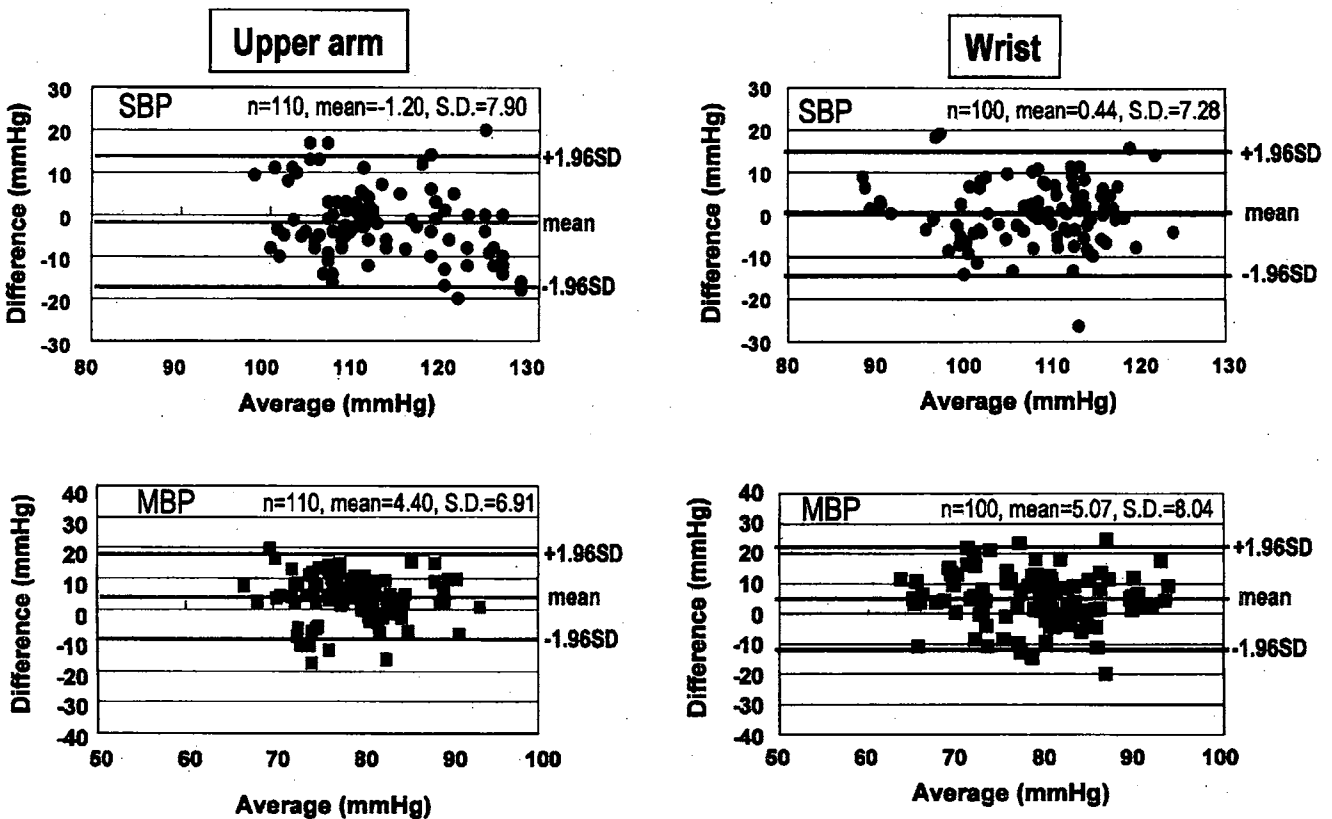 Upper arm
SBP n=110, mean=-1.20, S.D.=7.90
Difference (mmHg)
30
20
10
0
-10
-20
-30
+1.96SD
mean
-1.96SD
80 90 100 110 120 130
Average (mmHg)
Wrist
SBP n=100, mean=0.44, S.D.=7.28
Difference (mmHg)
30
20
10
0
-10
-20
-30
+1.96SD
mean
-1.96SD
80 90 100 110 120 130
Average (mmHg)
MBP n=110, mean=4.40, S.D.=6.91
Difference (mmHg)
40
30
20
10
0
-10
-20
-30
-40
+1.96SD
mean
-1.96SD
50 60 70 80 90 100
Average (mmHg)
MBP n=100, mean=5.07, S.D.=8.04
Difference (mmHg)
40
30
20
10
0
-10
-20
-30
-40
+1.96SD
mean
-1.96SD
50 60 70 80 90 100
Average (mmHg)